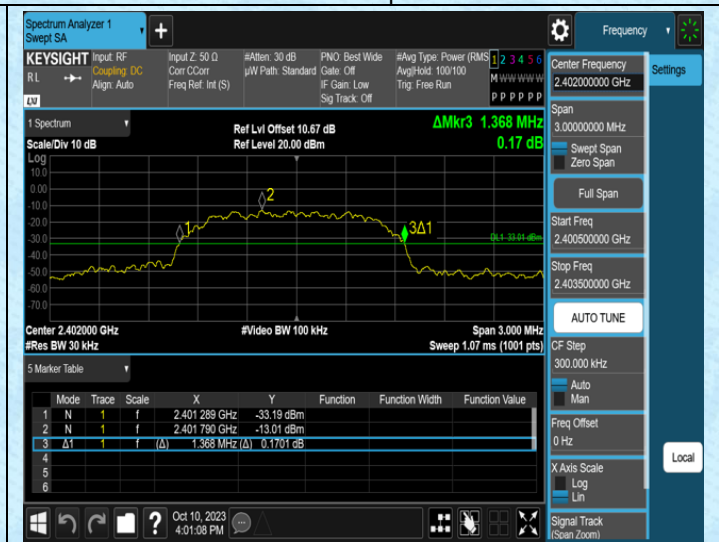 Spectrum Analyzer 1
Swept SA
Frequency
KEYSIGHT
RL
LXI
Input: RF
Coupling: DC
Align: Auto
Input Z: 50 Ω
Corr CCorr
Freq Ref: Int (S)
#Atten: 30 dB
µW Path: Standard
PNO: Best Wide
Gate: Off
IF Gain: Low
Sig Track: Off
#Avg Type: Power (RMS
Avg|Hold: 100/100
Trig: Free Run
1 2 3 4 5 6
M W W W W W
P P P P P P
1 Spectrum
Scale/Div 10 dB
Log
Ref Lvl Offset 10.67 dB
Ref Level 20.00 dBm
ΔMkr3 1.368 MHz
0.17 dB
10.0
0.00
-10.0
-20.0
-30.0
-40.0
-50.0
-60.0
-70.0
1
2
3Δ1
DL1 -33.01 dBm
Center 2.402000 GHz
#Res BW 30 kHz
#Video BW 100 kHz
Span 3.000 MHz
Sweep 1.07 ms (1001 pts)
5 Marker Table
Mode Trace Scale X Y Function Function Width Function Value
1 N 1 f 2.401 289 GHz -33.19 dBm
2 N 1 f 2.401 790 GHz -13.01 dBm
3 Δ1 1 f (Δ) 1.368 MHz (Δ) 0.1701 dB
4
5
6
? Oct 10, 2023
4:01:08 PM
Center Frequency
2.402000000 GHz
Span
3.00000000 MHz
Swept Span
Zero Span
Full Span
Start Freq
2.400500000 GHz
Stop Freq
2.403500000 GHz
AUTO TUNE
CF Step
300.000 kHz
Auto
Man
Freq Offset
0 Hz
X Axis Scale
Log
Lin
Signal Track
(Span Zoom)
Settings
Local